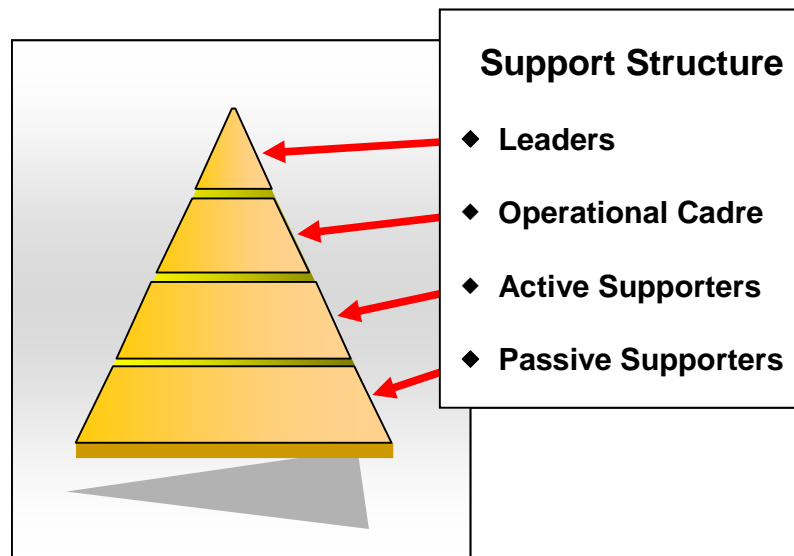 Support Structure
◆ Leaders
◆ Operational Cadre
◆ Active Supporters
◆ Passive Supporters